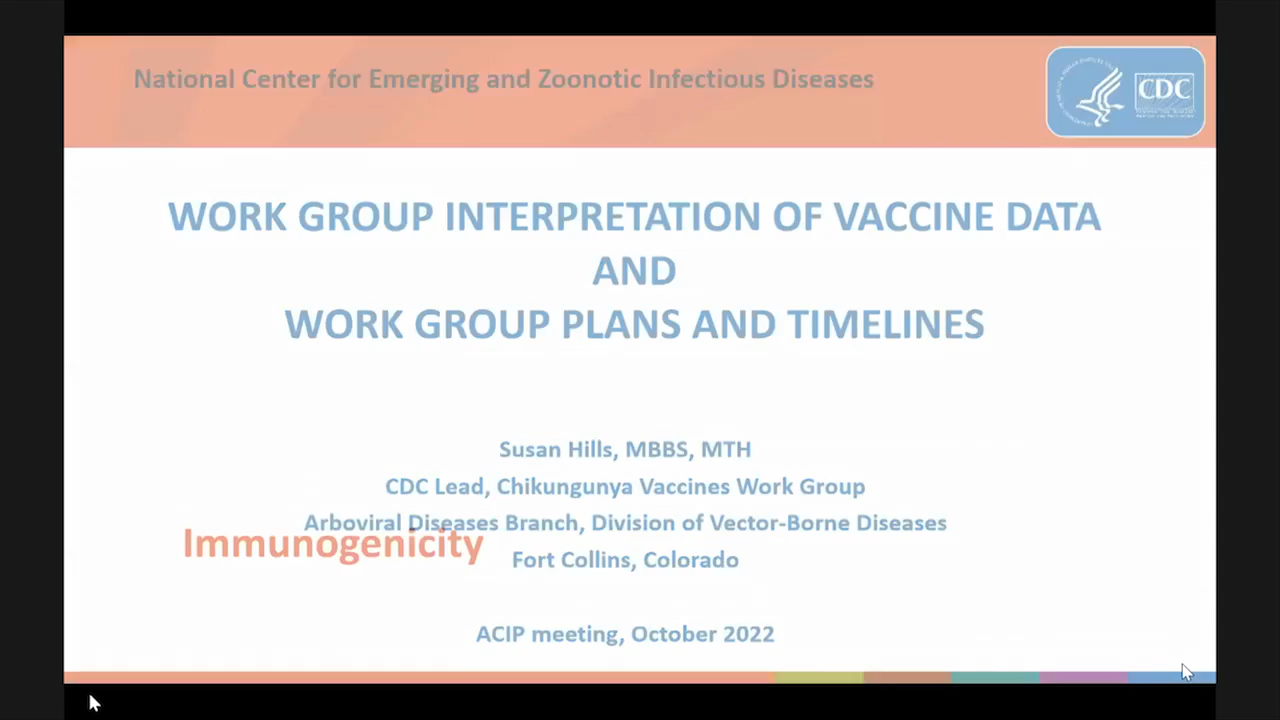 National Center for Emerging and Zoonotic Infectious Diseases
CDC
WORK GROUP INTERPRETATION OF VACCINE DATA
AND
WORK GROUP PLANS AND TIMELINES
Susan Hills, MBBS, MTH
CDC Lead, Chikungunya Vaccines Work Group
Arboviral Diseases Branch, Division of Vector-Borne Diseases
Immunogenicity
Fort Collins, Colorado
ACIP meeting, October 2022